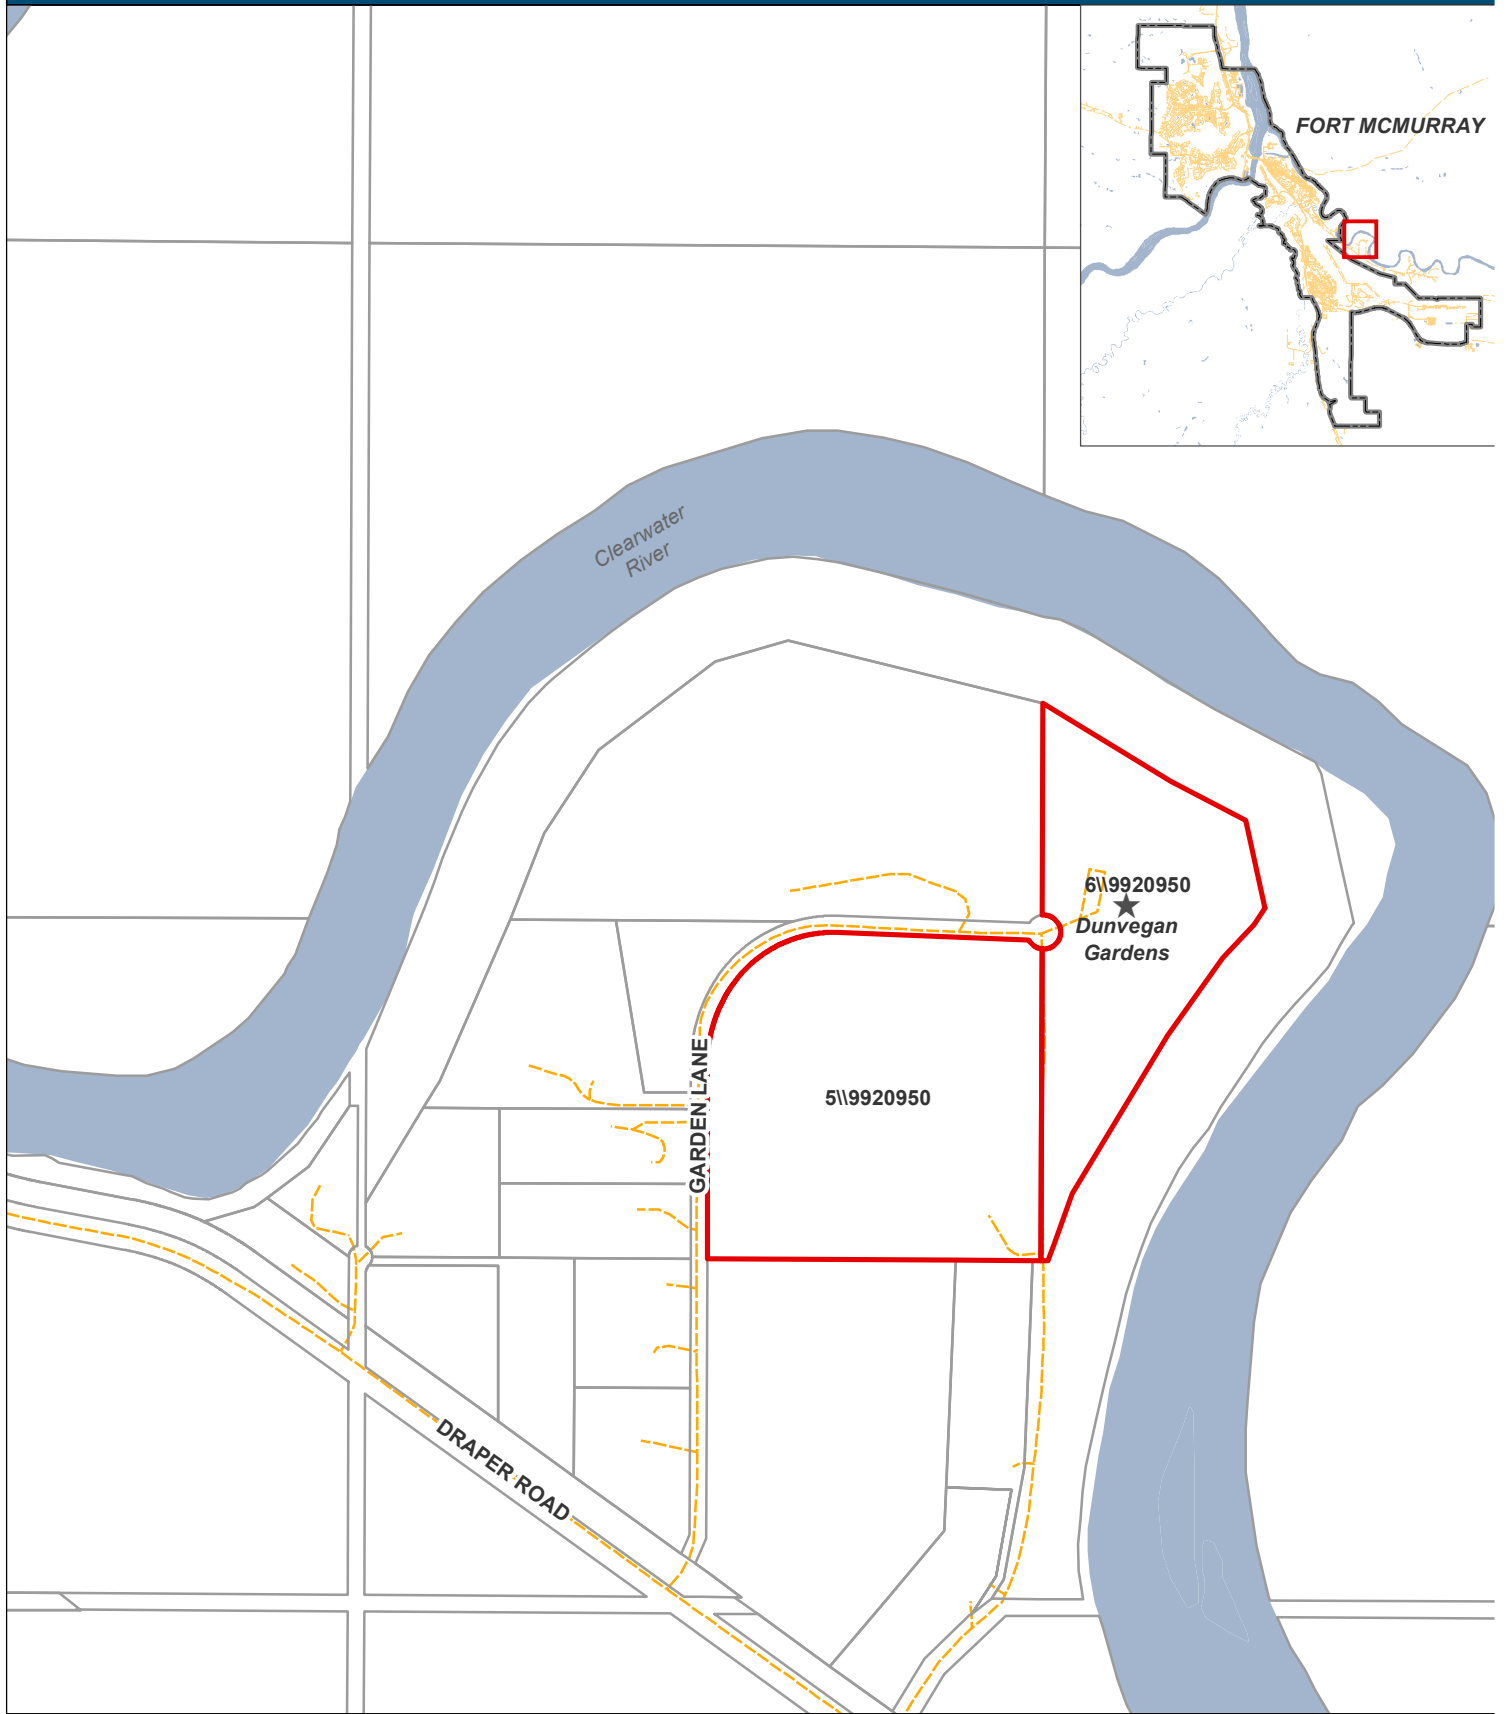 FORT MCMURRAY
Clearwater
River
6\\9920950
Dunvegan
Gardens
GARDEN LANE
5\\9920950
DRAPER ROAD